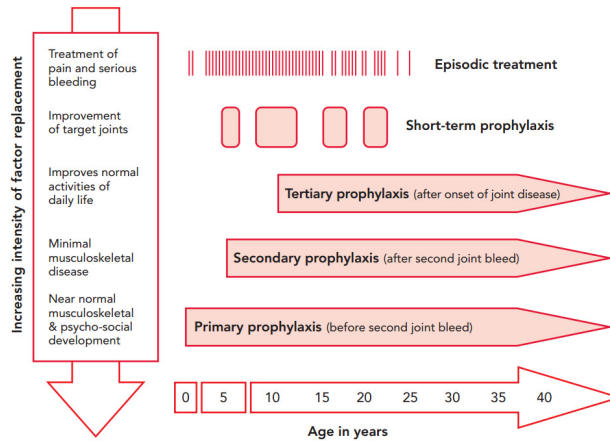 Increasing intensity of factor replacement
Treatment of
pain and serious
bleeding
Episodic treatment
Improvement
of target joints
Short-term prophylaxis
Improves normal
activities of
daily life
Tertiary prophylaxis (after onset of joint disease)
Minimal
musculoskeletal
disease
Secondary prophylaxis (after second joint bleed)
Near normal
musculoskeletal
& psycho-social
development
Primary prophylaxis (before second joint bleed)
0 5 10 15 20 25 30 35 40
Age in years